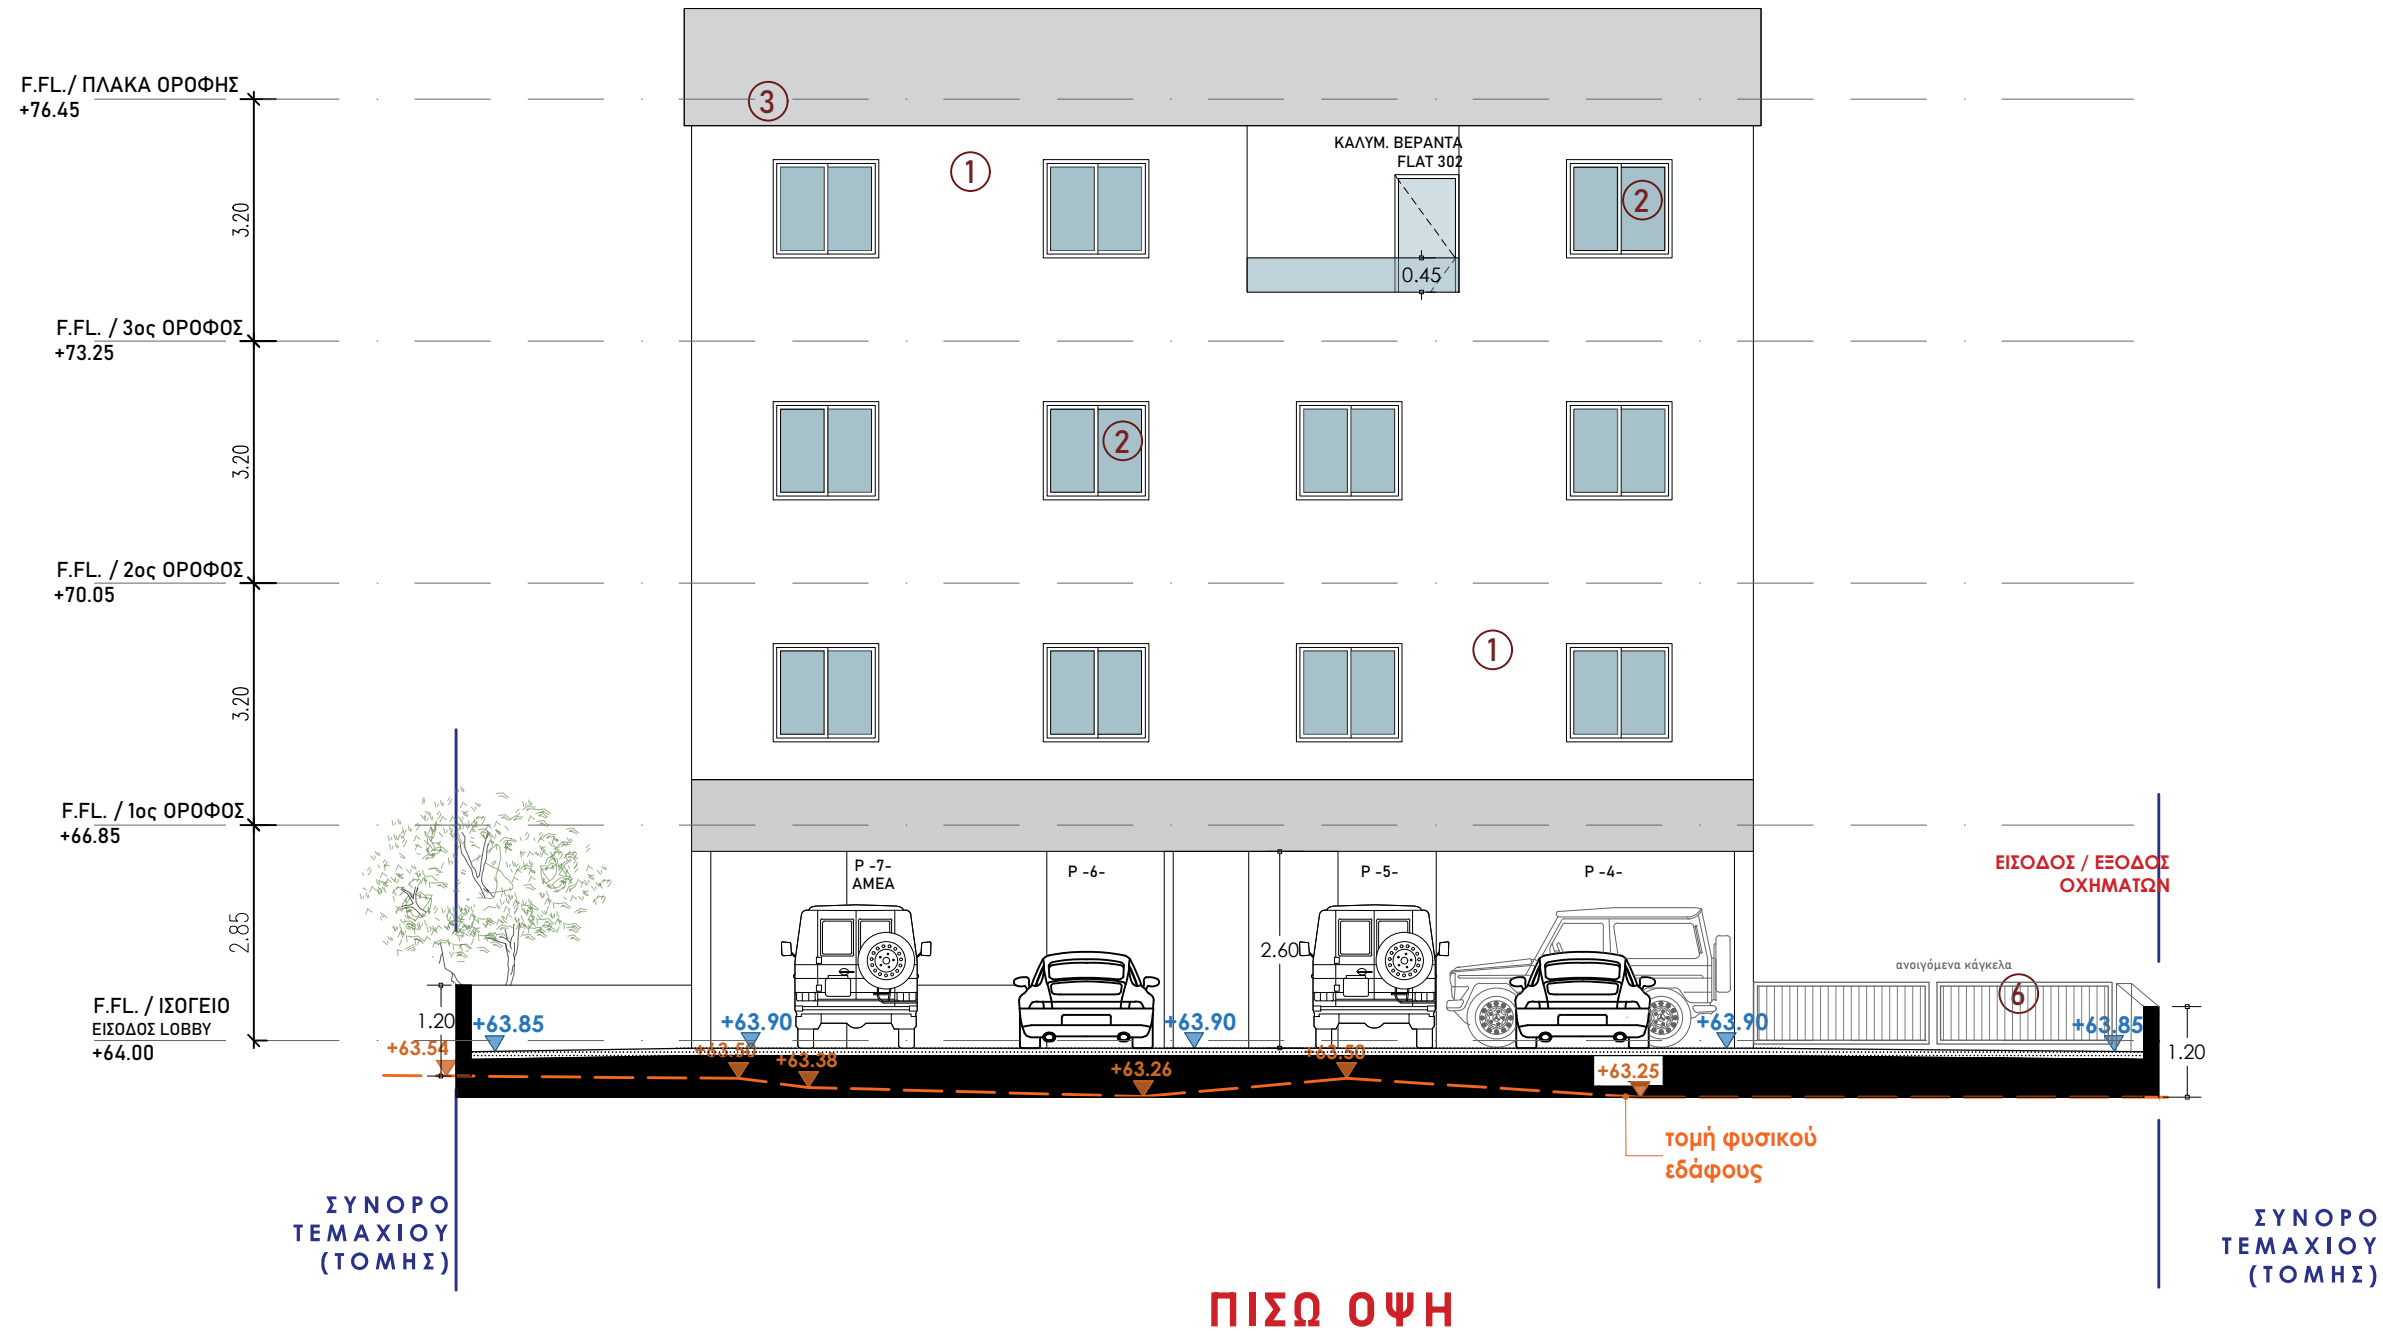 F.FL./ ΠΛΑΚΑ ΟΡΟΦΗΣ
+76.45
3
1
ΚΑΛΥΜ. ΒΕΡΑΝΤΑ
FLAT 302
2
3.20
0.45
F.FL. / 3ος ΟΡΟΦΟΣ
+73.25
2
3.20
F.FL. / 2ος ΟΡΟΦΟΣ
+70.05
1
3.20
F.FL. / 1ος ΟΡΟΦΟΣ
+66.85
P -7-
ΑΜΕΑ
P -6-
P -5-
P -4-
ΕΙΣΟΔΟΣ / ΕΞΟΔΟΣ
ΟΧΗΜΑΤΩΝ
2.85
2.60
ανοιγόμενα κάγκελα
6
F.FL. / ΙΣΟΓΕΙΟ
ΕΙΣΟΔΟΣ LOBBY
+64.00
1.20
+63.85
+63.90
+63.90
+63.90
+63.85
1.20
+63.54
+63.50
+63.38
+63.26
+63.50
+63.25
τομή φυσικού
εδάφους
ΣΥΝΟΡΟ
ΤΕΜΑΧΙΟΥ
(ΤΟΜΗΣ)
ΣΥΝΟΡΟ
ΤΕΜΑΧΙΟΥ
(ΤΟΜΗΣ)
ΠΙΣΩ ΟΨΗ